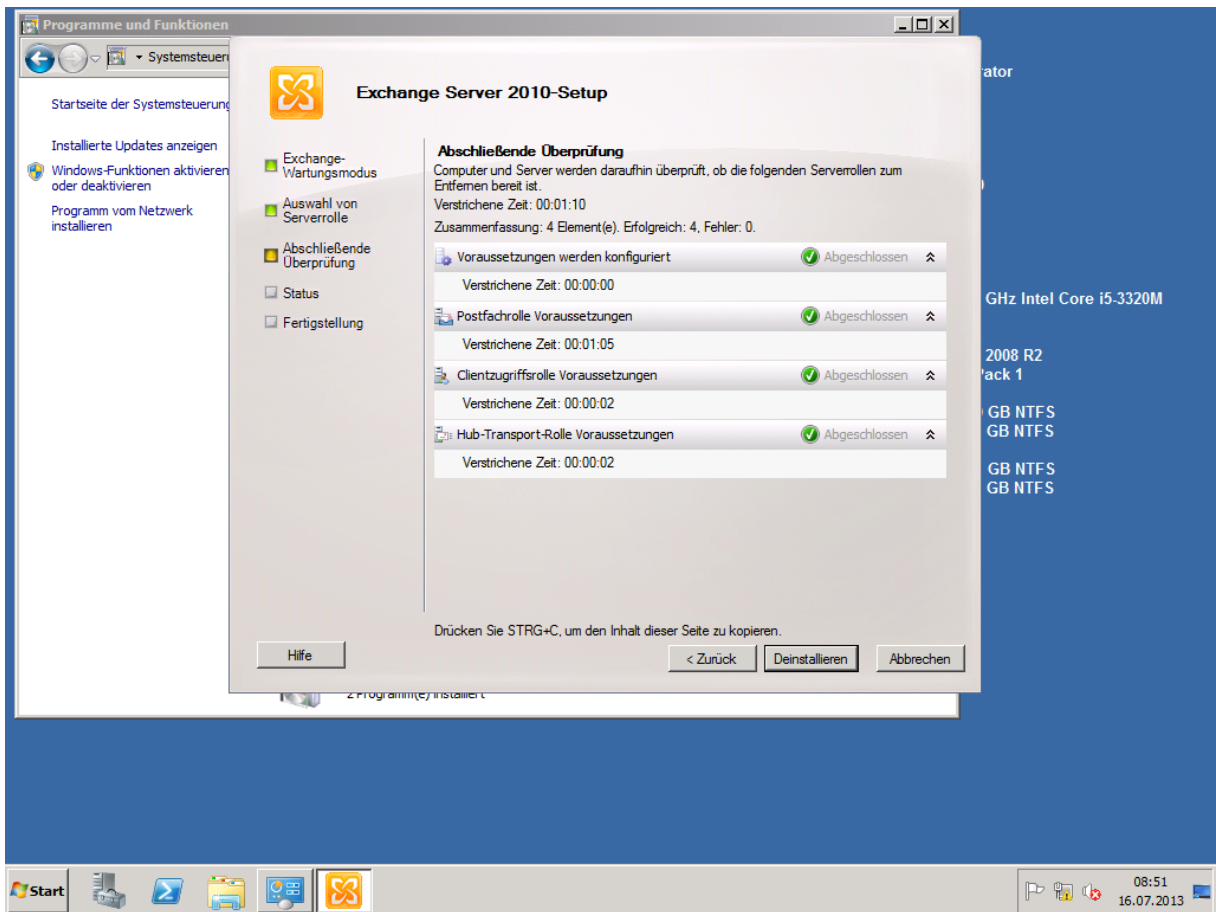 Programme und Funktionen
Systemsteuer
Startseite der Systemsteuerung
Installierte Updates anzeigen
Windows-Funktionen aktivieren
oder deaktivieren
Programm vom Netzwerk
installieren
Exchange Server 2010-Setup
Exchange-
Wartungsmodus
Auswahl von
Serverrolle
Abschließende
Überprüfung
Status
Fertigstellung
Abschließende Überprüfung
Computer und Server werden daraufhin überprüft, ob die folgenden Serverrollen zum
Entfernen bereit ist.
Verstrichene Zeit: 00:01:10
Zusammenfassung: 4 Element(e). Erfolgreich: 4, Fehler: 0.
Voraussetzungen werden konfiguriert Abgeschlossen
Verstrichene Zeit: 00:00:00
Postfachrolle Voraussetzungen Abgeschlossen
Verstrichene Zeit: 00:01:05
Clientzugriffsrolle Voraussetzungen Abgeschlossen
Verstrichene Zeit: 00:00:02
Hub-Transport-Rolle Voraussetzungen Abgeschlossen
Verstrichene Zeit: 00:00:02
Drücken Sie STRG+C, um den Inhalt dieser Seite zu kopieren.
Hilfe < Zurück Deinstallieren Abbrechen
2 Programm(e) installiert
rator
GHz Intel Core i5-3320M
2008 R2
Pack 1
GB NTFS
GB NTFS
GB NTFS
GB NTFS
Start
08:51
16.07.2013